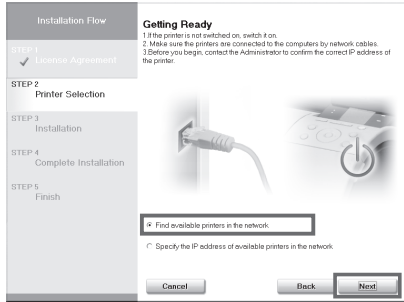 Installation Flow
STEP 1
License Agreement
STEP 2
Printer Selection
STEP 3
Installation
STEP 4
Complete Installation
STEP 5
Finish
Getting Ready
1.If the printer is not switched on, switch it on.
2. Make sure the printers are connected to the computers by network cables.
3.Before you begin, contact the Administrator to confirm the correct IP address of
the printer.
Find available printers in the network
Specify the IP address of available printers in the network
Cancel
Back
Next